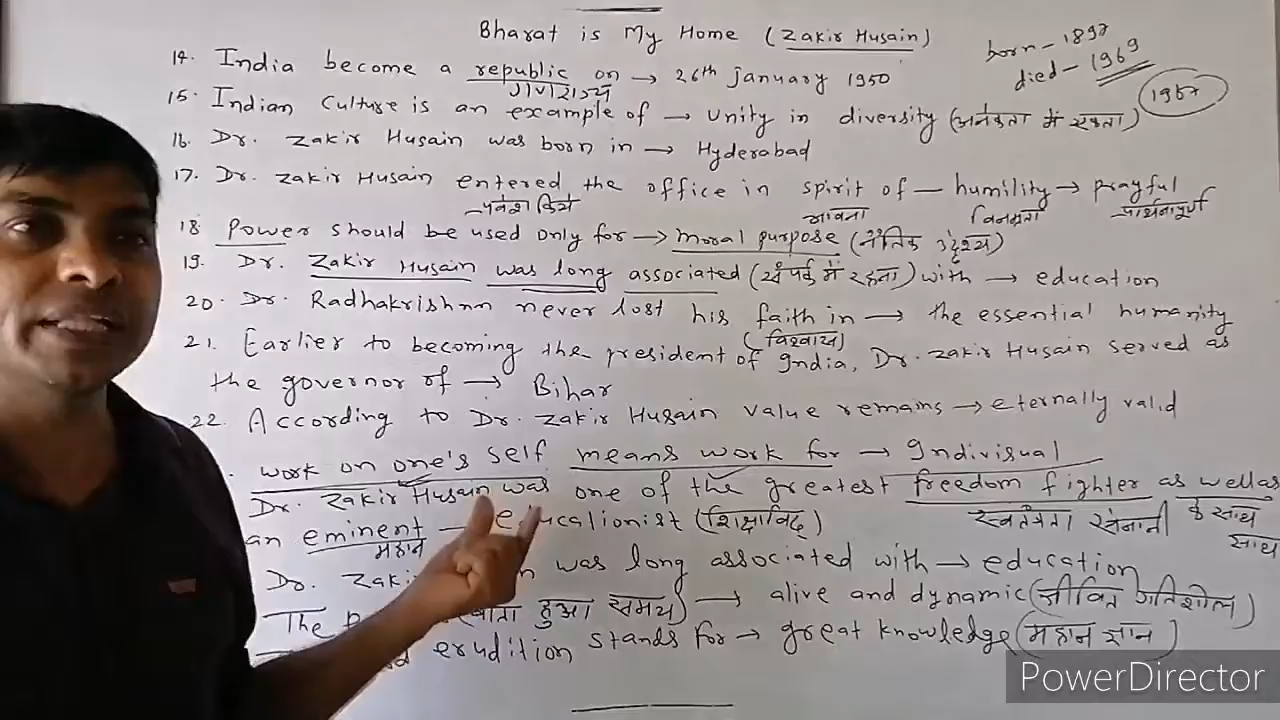 Bharat is My Home (Zakir Husain)
born - 1897
died - 1969
1967
14. India become a republic on → 26th January 1950
गणराज्य
15. Indian Culture is an example of → Unity in diversity (अनेकता में एकता)
16. Dr. Zakir Husain was born in → Hyderabad
17. Dr. Zakir Husain entered the office in spirit of — humility → prayful
प्रवेश किये भावना विनम्रता प्रार्थनापूर्ण
18 Power should be used only for → moral purpose (नैतिक उद्देश्य)
19. Dr. Zakir Husain was long associated (संपर्क में रहना) with → education
20. Dr. Radhakrishnn never lost his faith in → the essential humanity
(विश्वास)
21. Earlier to becoming the president of India, Dr. Zakir Husain served as
the governor of → Bihar
22. According to Dr. Zakir Husain value remains → eternally valid
work on one's self means work for → Indivisual
Dr. Zakir Husain was one of the greatest freedom fighter as wellas
स्वतंत्रता सेनानी के साथ साथ
an eminent — educationist (शिक्षाविद्)
महान
Dr. was long associated with → education
The हुआ समय) → alive and dynamic (जीवित गतिशील)
erudition stands for → great knowledge (महान ज्ञान)
PowerDirector